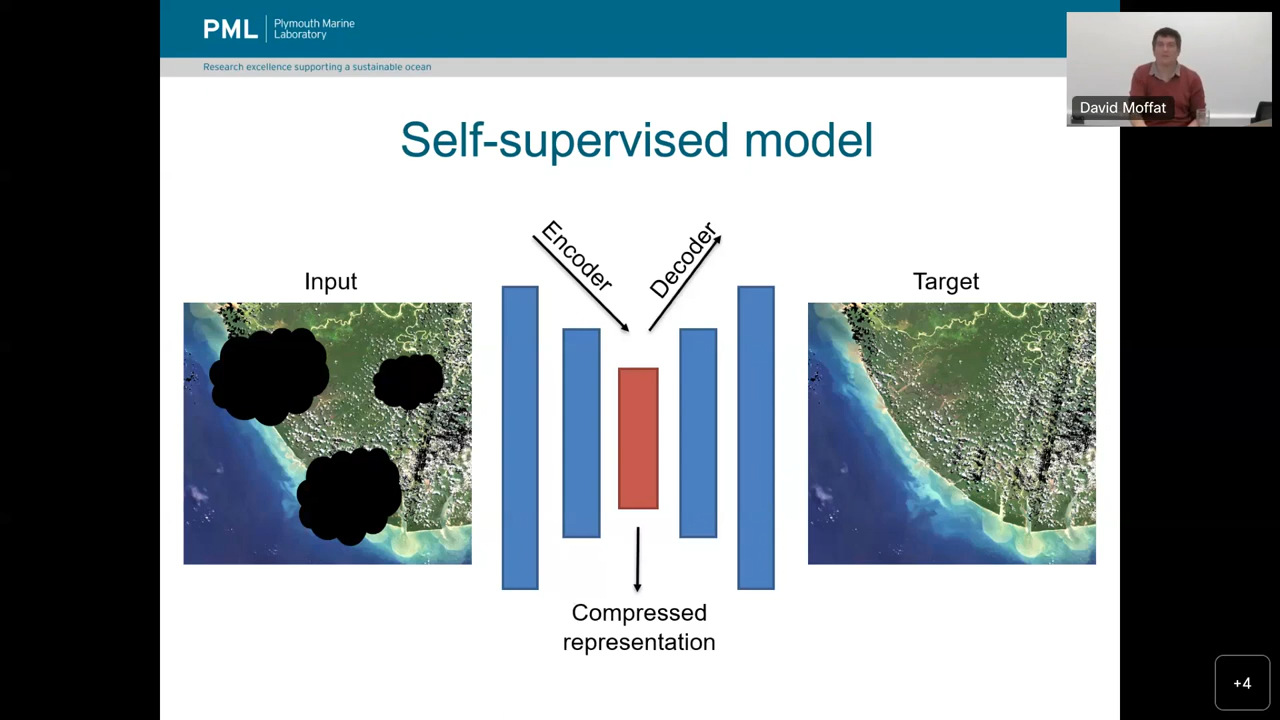 PML
Plymouth Marine
Laboratory
Research excellence supporting a sustainable ocean
David Moffat
Self-supervised model
Encoder
Decoder
Input
Target
Compressed
representation
+4